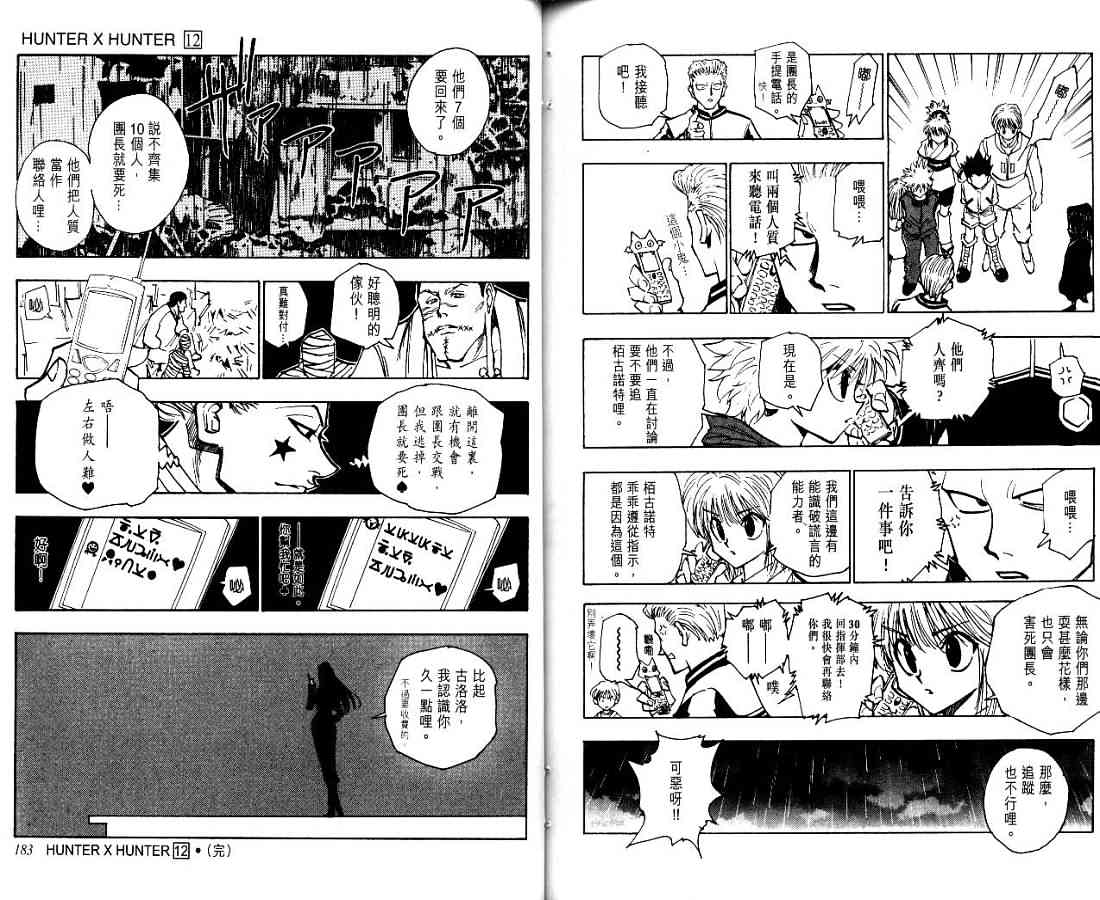 嘟—
是團長的
手提電話。
快!
我接聽
吧!
喂喂…
叫兩個人質
來聽電話!
這個小鬼…
他們
人齊嗎?
現在是。
不過,
他們一直在討論
要不要追
栢古諾特哩。
喂喂…
告訴你
一件事吧!
我們這邊有
能識破謊言的
能力者。
栢古諾特
乖乖遵從指示,
都是因為這個。
無論你們那邊
耍甚麼花樣,
也只會
害死團長。
30分鐘內
回指揮部去!
我很快會再聯絡
你們。
嘟—
嘟—
噗
別弄壞它啊!
那麼,
追蹤
也不行哩。
可惡呀!!
HUNTER X HUNTER 12
他們7個
要回來了。
說不齊集
10個人,
團長就要死…
他們把人質
當作
聯絡人哩…
好聰明的
傢伙!
真難對付…
離開這裏,
就有機會
跟團長交戰,
但我逃掉,
團長就要死♠
唔——
左右做人難♥
好啊…
比起
古洛洛,
我認識你
久一點哩。
不過要收費的
183 HUNTER X HUNTER 12 •(完)